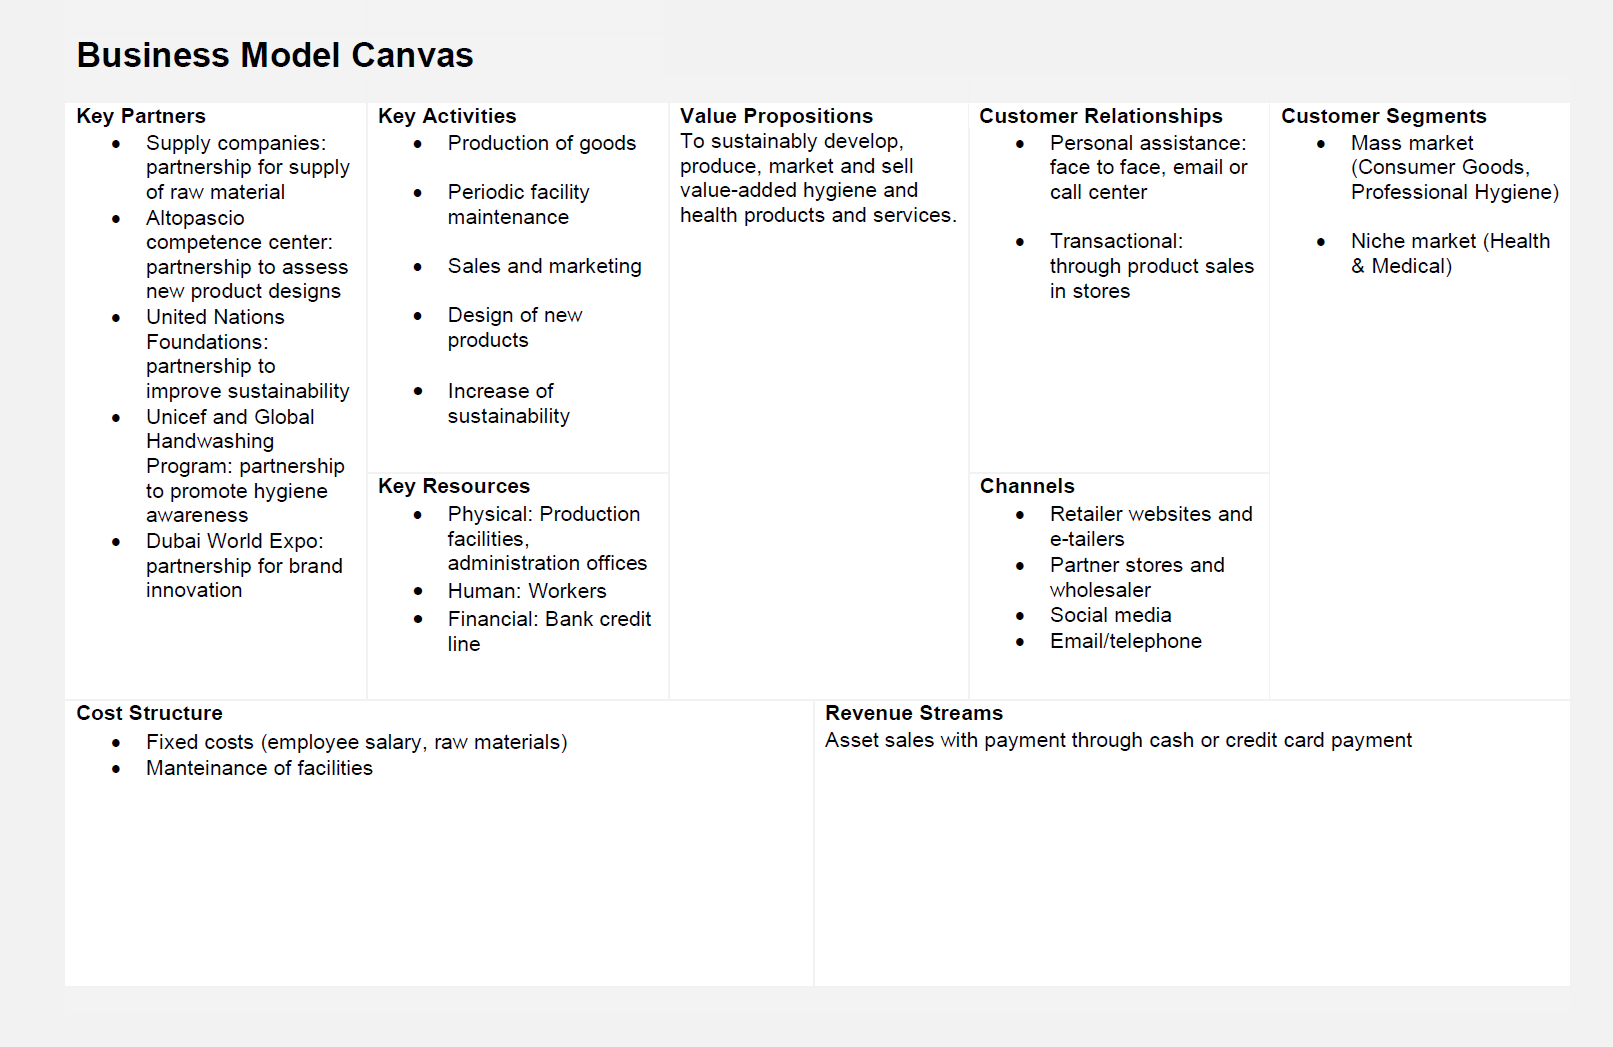 Business Model Canvas
Key Partners
• Supply companies:
partnership for supply
of raw material
• Altopascio
competence center:
partnership to assess
new product designs
• United Nations
Foundations:
partnership to
improve sustainability
• Unicef and Global
Handwashing
Program: partnership
to promote hygiene
awareness
• Dubai World Expo:
partnership for brand
innovation
Key Activities
• Production of goods
• Periodic facility
maintenance
• Sales and marketing
• Design of new
products
• Increase of
sustainability
Key Resources
• Physical: Production
facilities,
administration offices
• Human: Workers
• Financial: Bank credit
line
Value Propositions
To sustainably develop,
produce, market and sell
value-added hygiene and
health products and services.
Customer Relationships
• Personal assistance:
face to face, email or
call center
• Transactional:
through product sales
in stores
Channels
• Retailer websites and
e-tailers
• Partner stores and
wholesaler
• Social media
• Email/telephone
Customer Segments
• Mass market
(Consumer Goods,
Professional Hygiene)
• Niche market (Health
& Medical)
Cost Structure
• Fixed costs (employee salary, raw materials)
• Manteinance of facilities
Revenue Streams
Asset sales with payment through cash or credit card payment